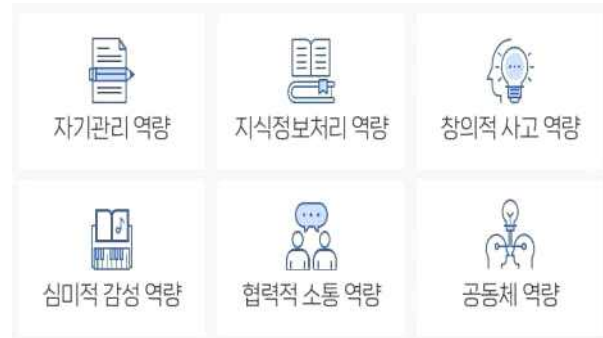 자기관리 역량
지식정보처리 역량
창의적 사고 역량
심미적 감성 역량
협력적 소통 역량
공동체 역량